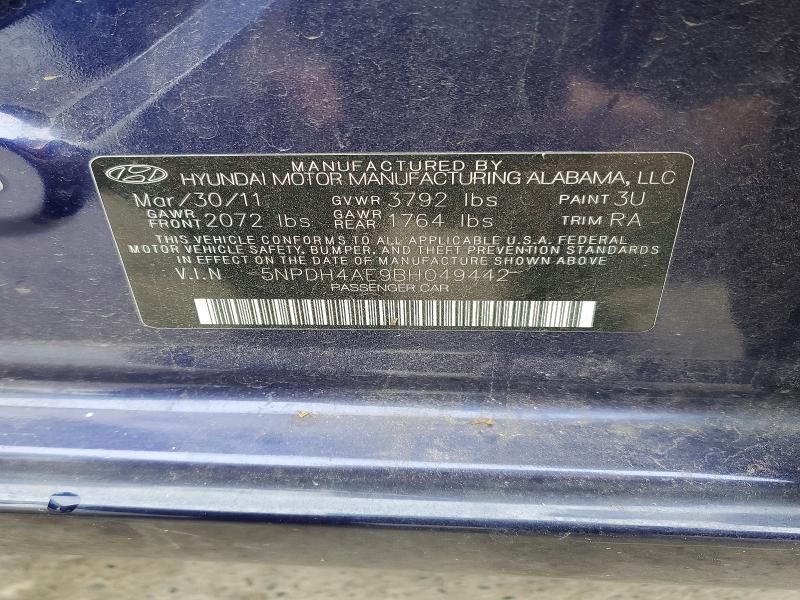 MANUFACTURED BY
HYUNDAI MOTOR MANUFACTURING ALABAMA, LLC
Mar/30/11 GVWR 3792 lbs PAINT 3U
GAWR FRONT 2072 lbs GAWR REAR 1764 lbs TRIM RA
THIS VEHICLE CONFORMS TO ALL APPLICABLE U.S.A. FEDERAL
MOTOR VEHICLE SAFETY, BUMPER, AND THEFT PREVENTION STANDARDS
IN EFFECT ON THE DATE OF MANUFACTURE SHOWN ABOVE
V.I.N 5NPDH4AE9BH049442
PASSENGER CAR